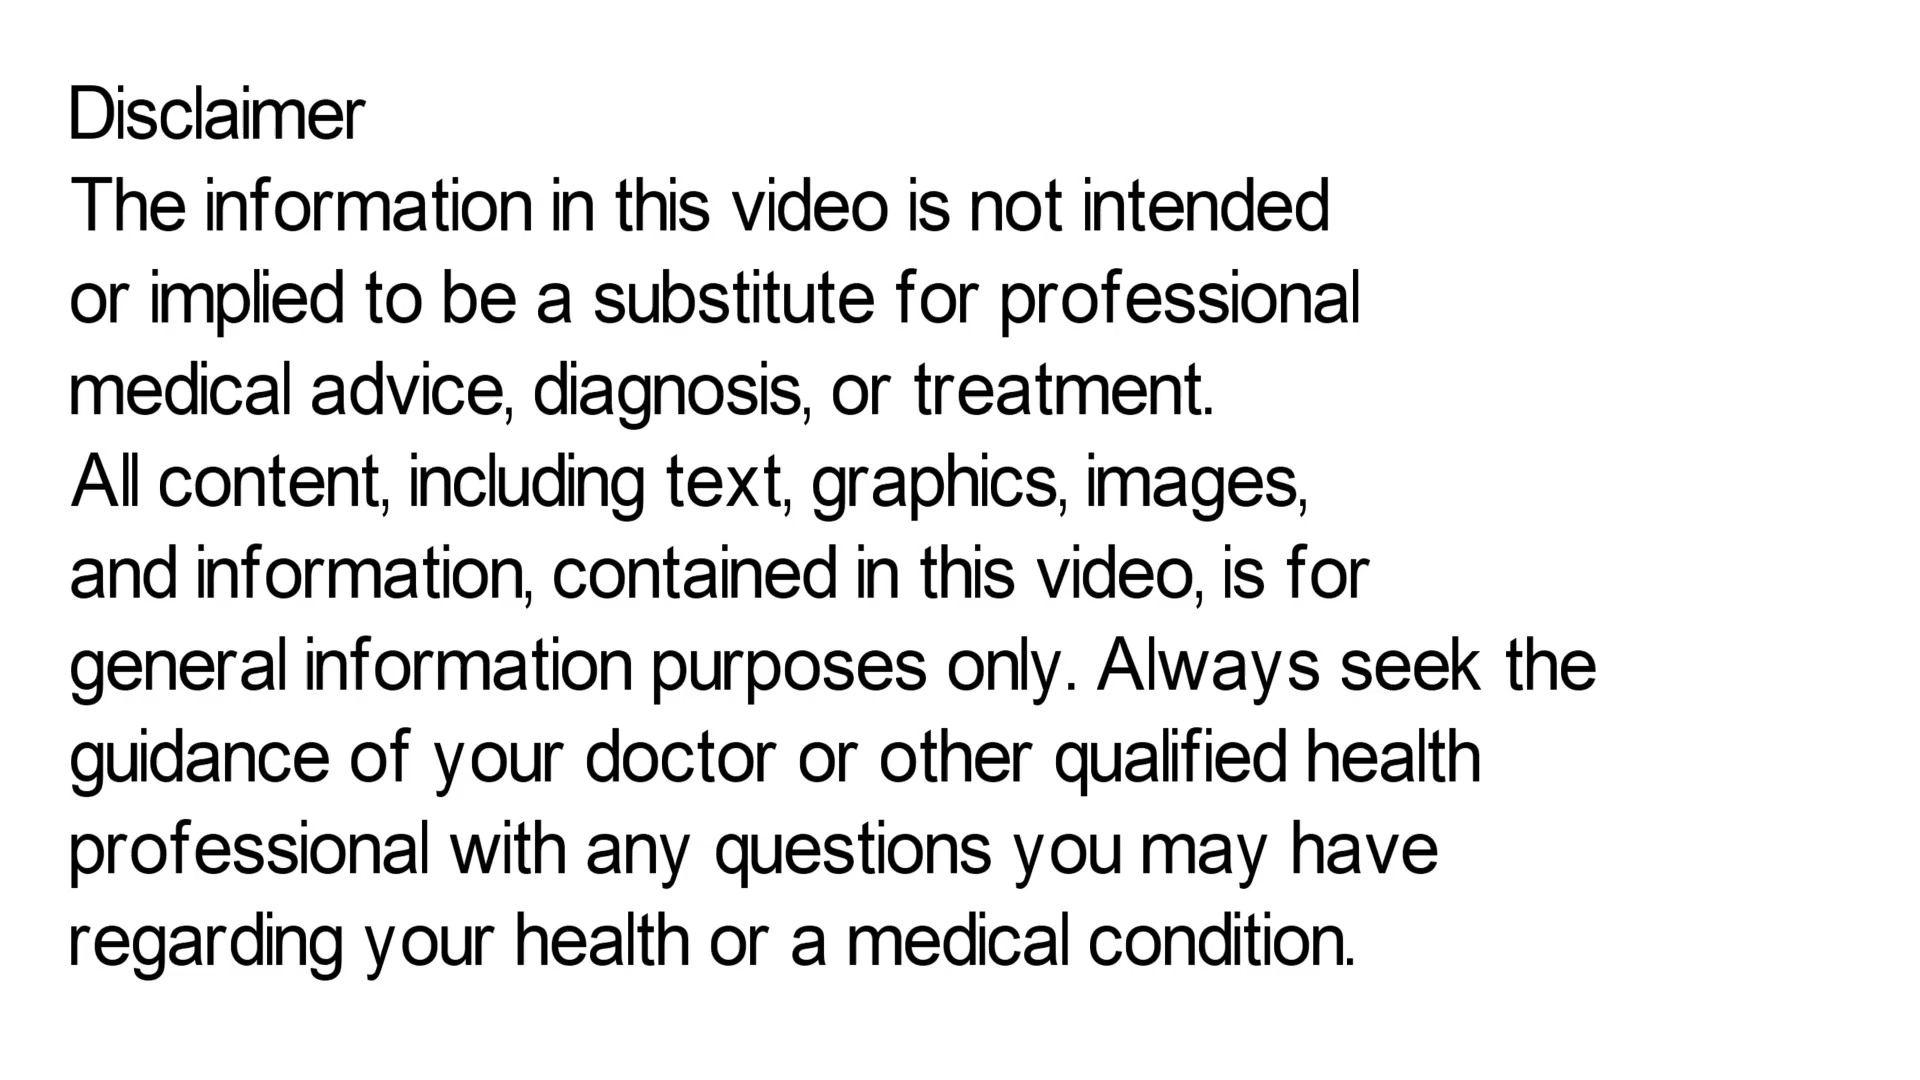 Disclaimer
The information in this video is not intended
or implied to be a substitute for professional
medical advice, diagnosis, or treatment.
All content, including text, graphics, images,
and information, contained in this video, is for
general information purposes only. Always seek the
guidance of your doctor or other qualified health
professional with any questions you may have
regarding your health or a medical condition.